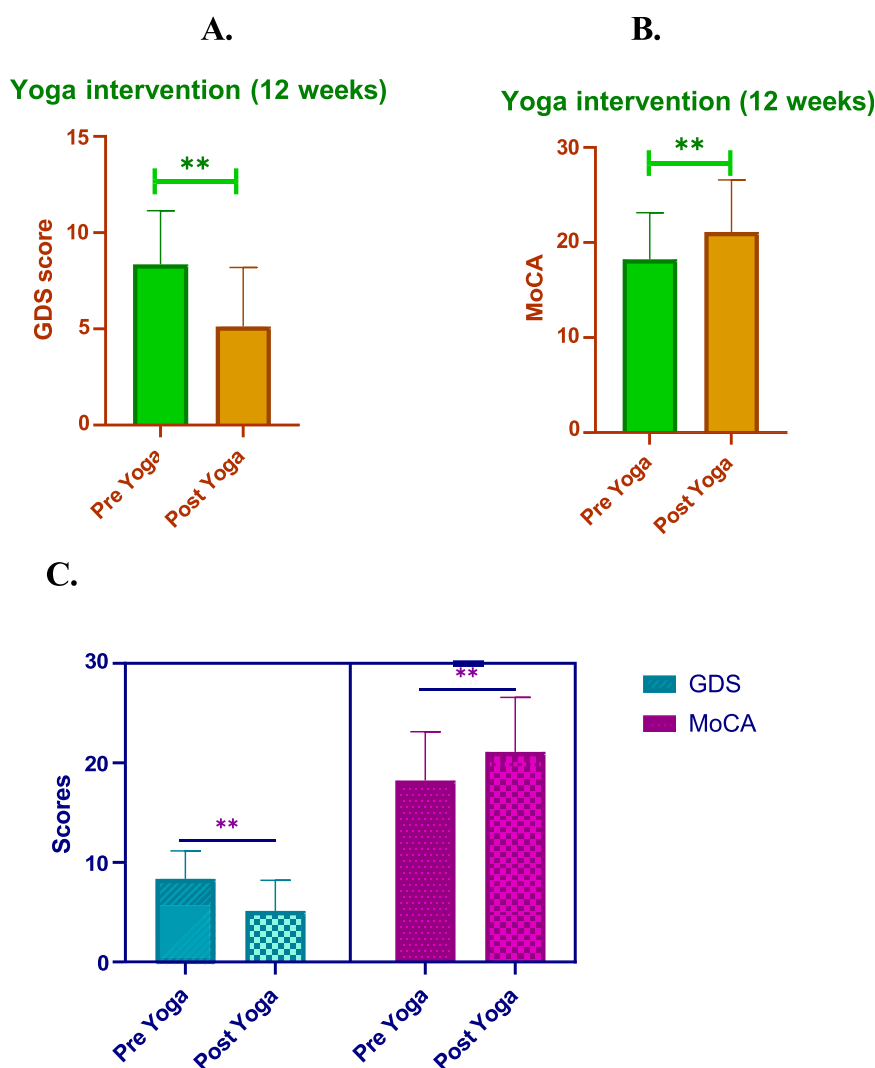 A.
B.
Yoga intervention (12 weeks)
Yoga intervention (12 weeks)
15
10
5
0
GDS score
**
Pre Yoga
Post Yoga
30
20
10
0
MoCA
**
Pre Yoga
Post Yoga
C.
30
20
10
0
Scores
**
**
Pre Yoga
Post Yoga
Pre Yoga
Post Yoga
GDS
MoCA